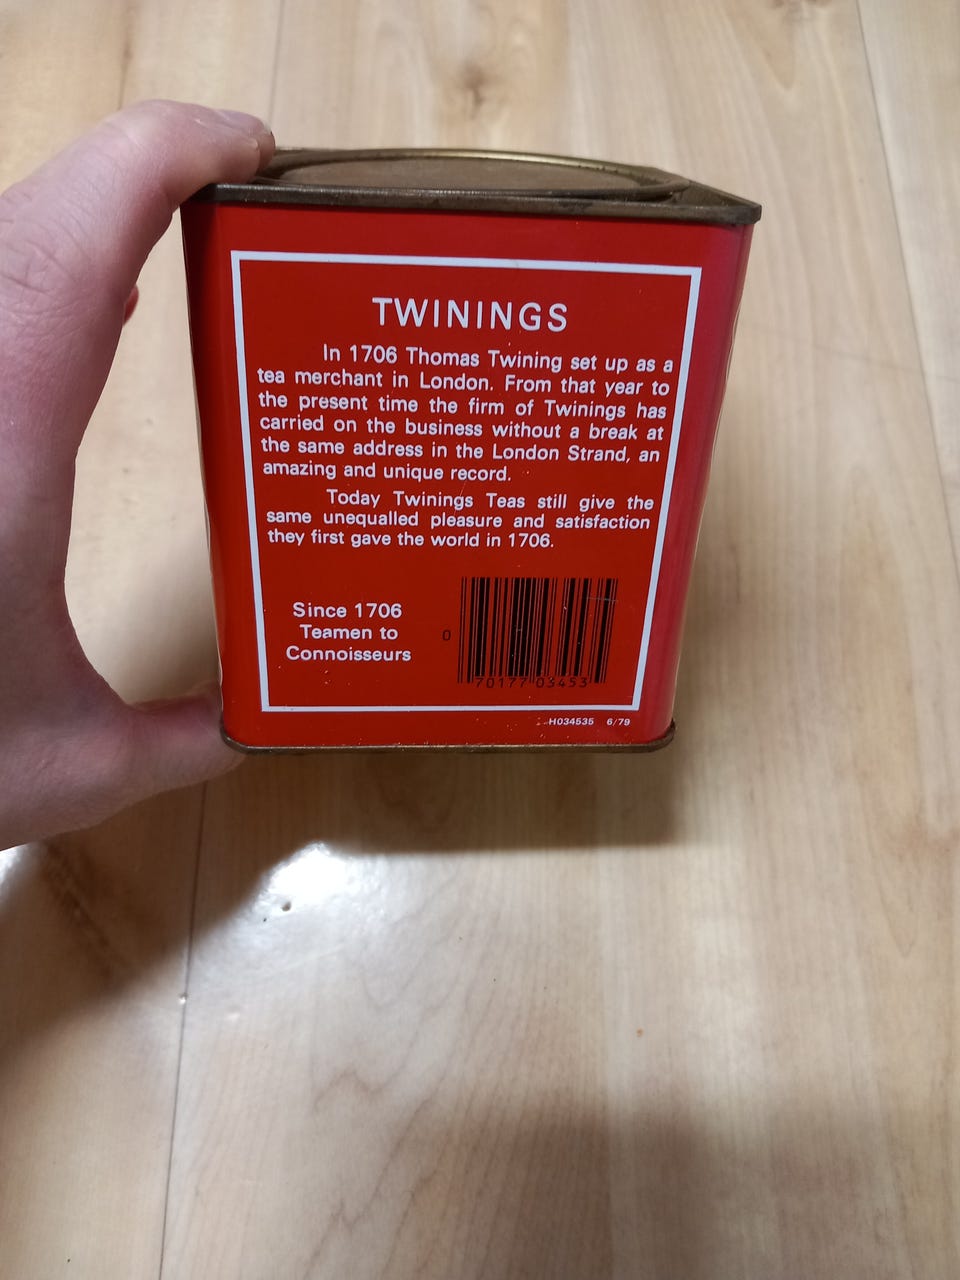 TWININGS
In 1706 Thomas Twining set up as a
tea merchant in London. From that year to
the present time the firm of Twinings has
carried on the business without a break at
the same address in the London Strand, an
amazing and unique record.
Today Twinings Teas still give the
same unequalled pleasure and satisfaction
they first gave the world in 1706.
Since 1706
Teamen to
Connoisseurs
0 70177 03453
H034535 6/79